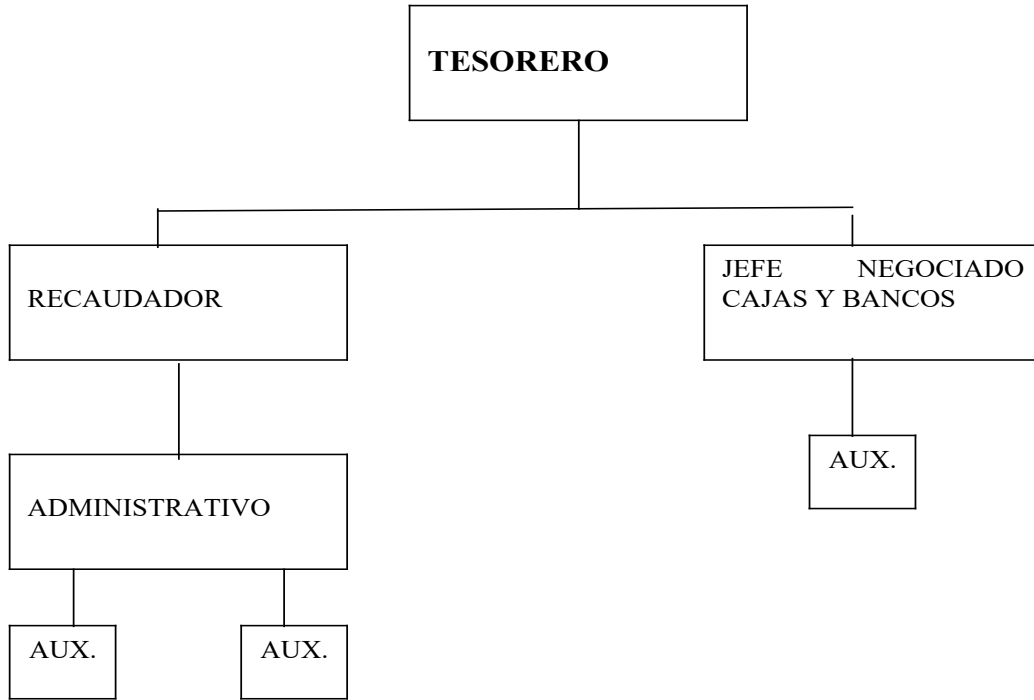 TESORERO
RECAUDADOR
JEFE NEGOCIADO
CAJAS Y BANCOS
AUX.
ADMINISTRATIVO
AUX.
AUX.